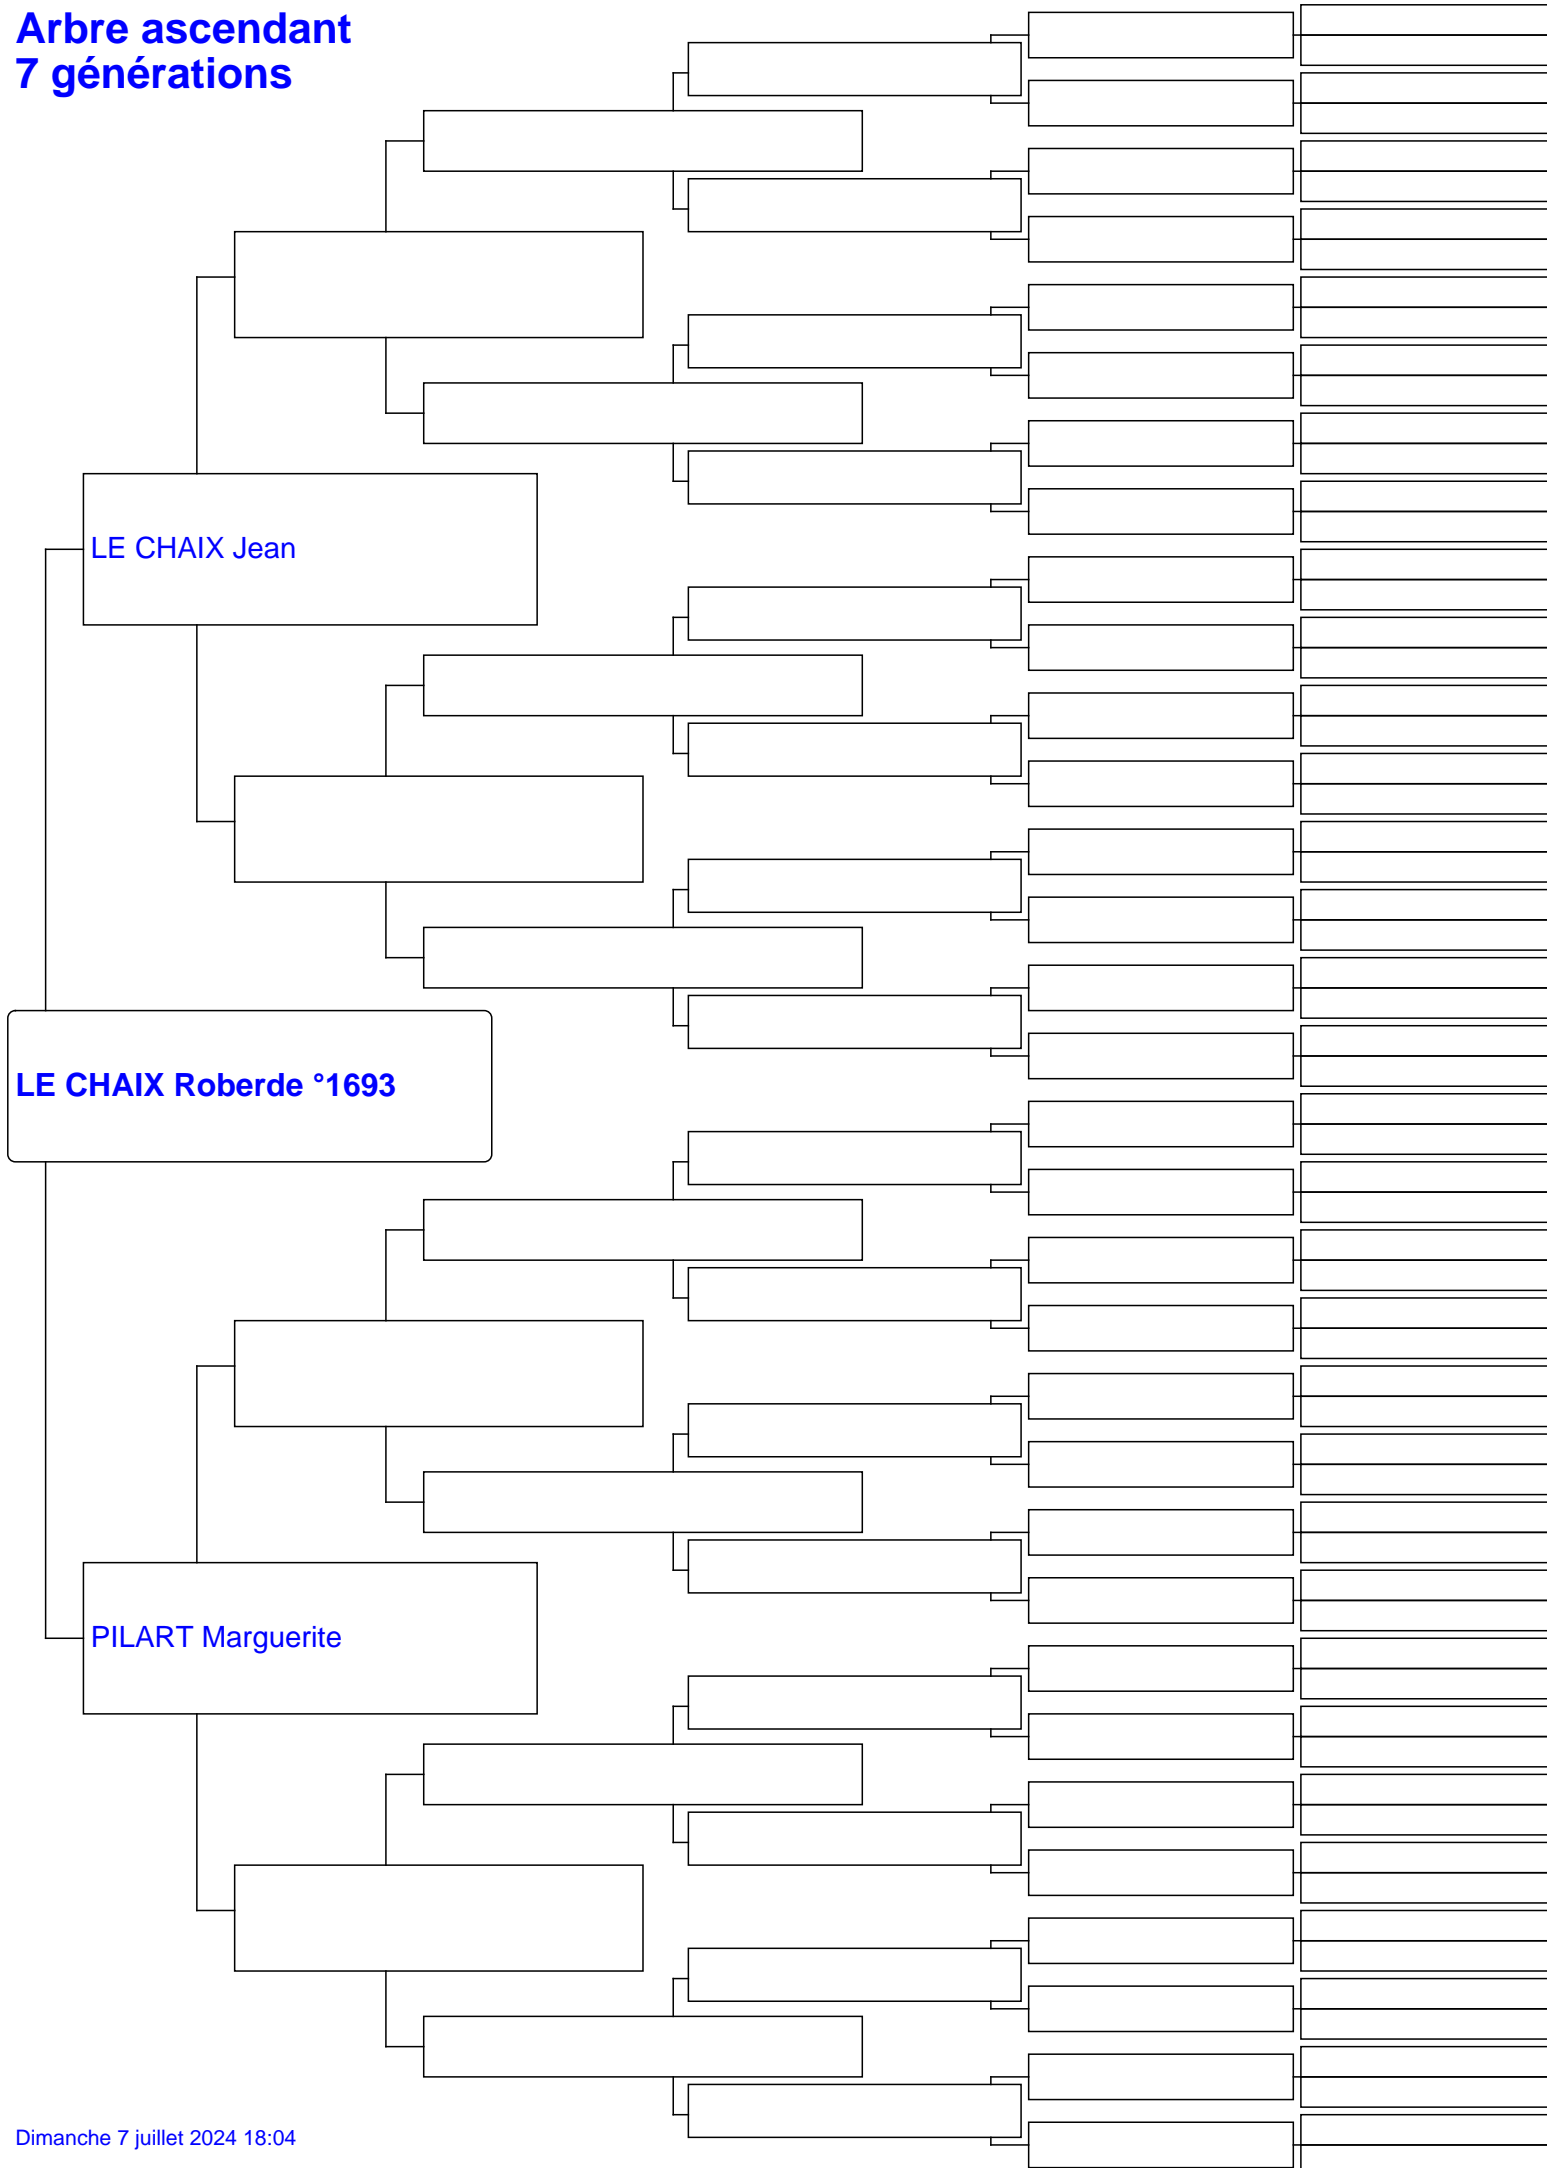 Arbre ascendant
7 générations
LE CHAIX Jean
LE CHAIX Roberde °1693
PILART Marguerite
Dimanche 7 juillet 2024 18:04